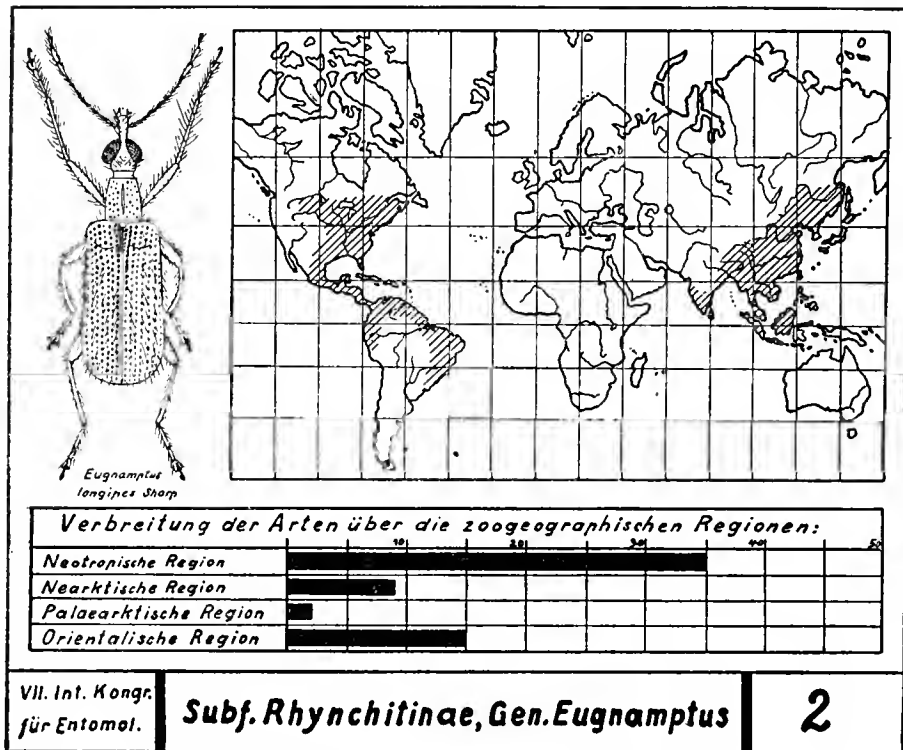 Eugnamptus
longipes Sharp
Verbreitung der Arten über die zoogeographischen Regionen:
10 20 30 40 50
Neotropische Region
Nearktische Region
Palaearktische Region
Orientalische Region
VII. Int. Kongr.
für Entomol.
Subf. Rhynchitinae, Gen. Eugnamptus
2